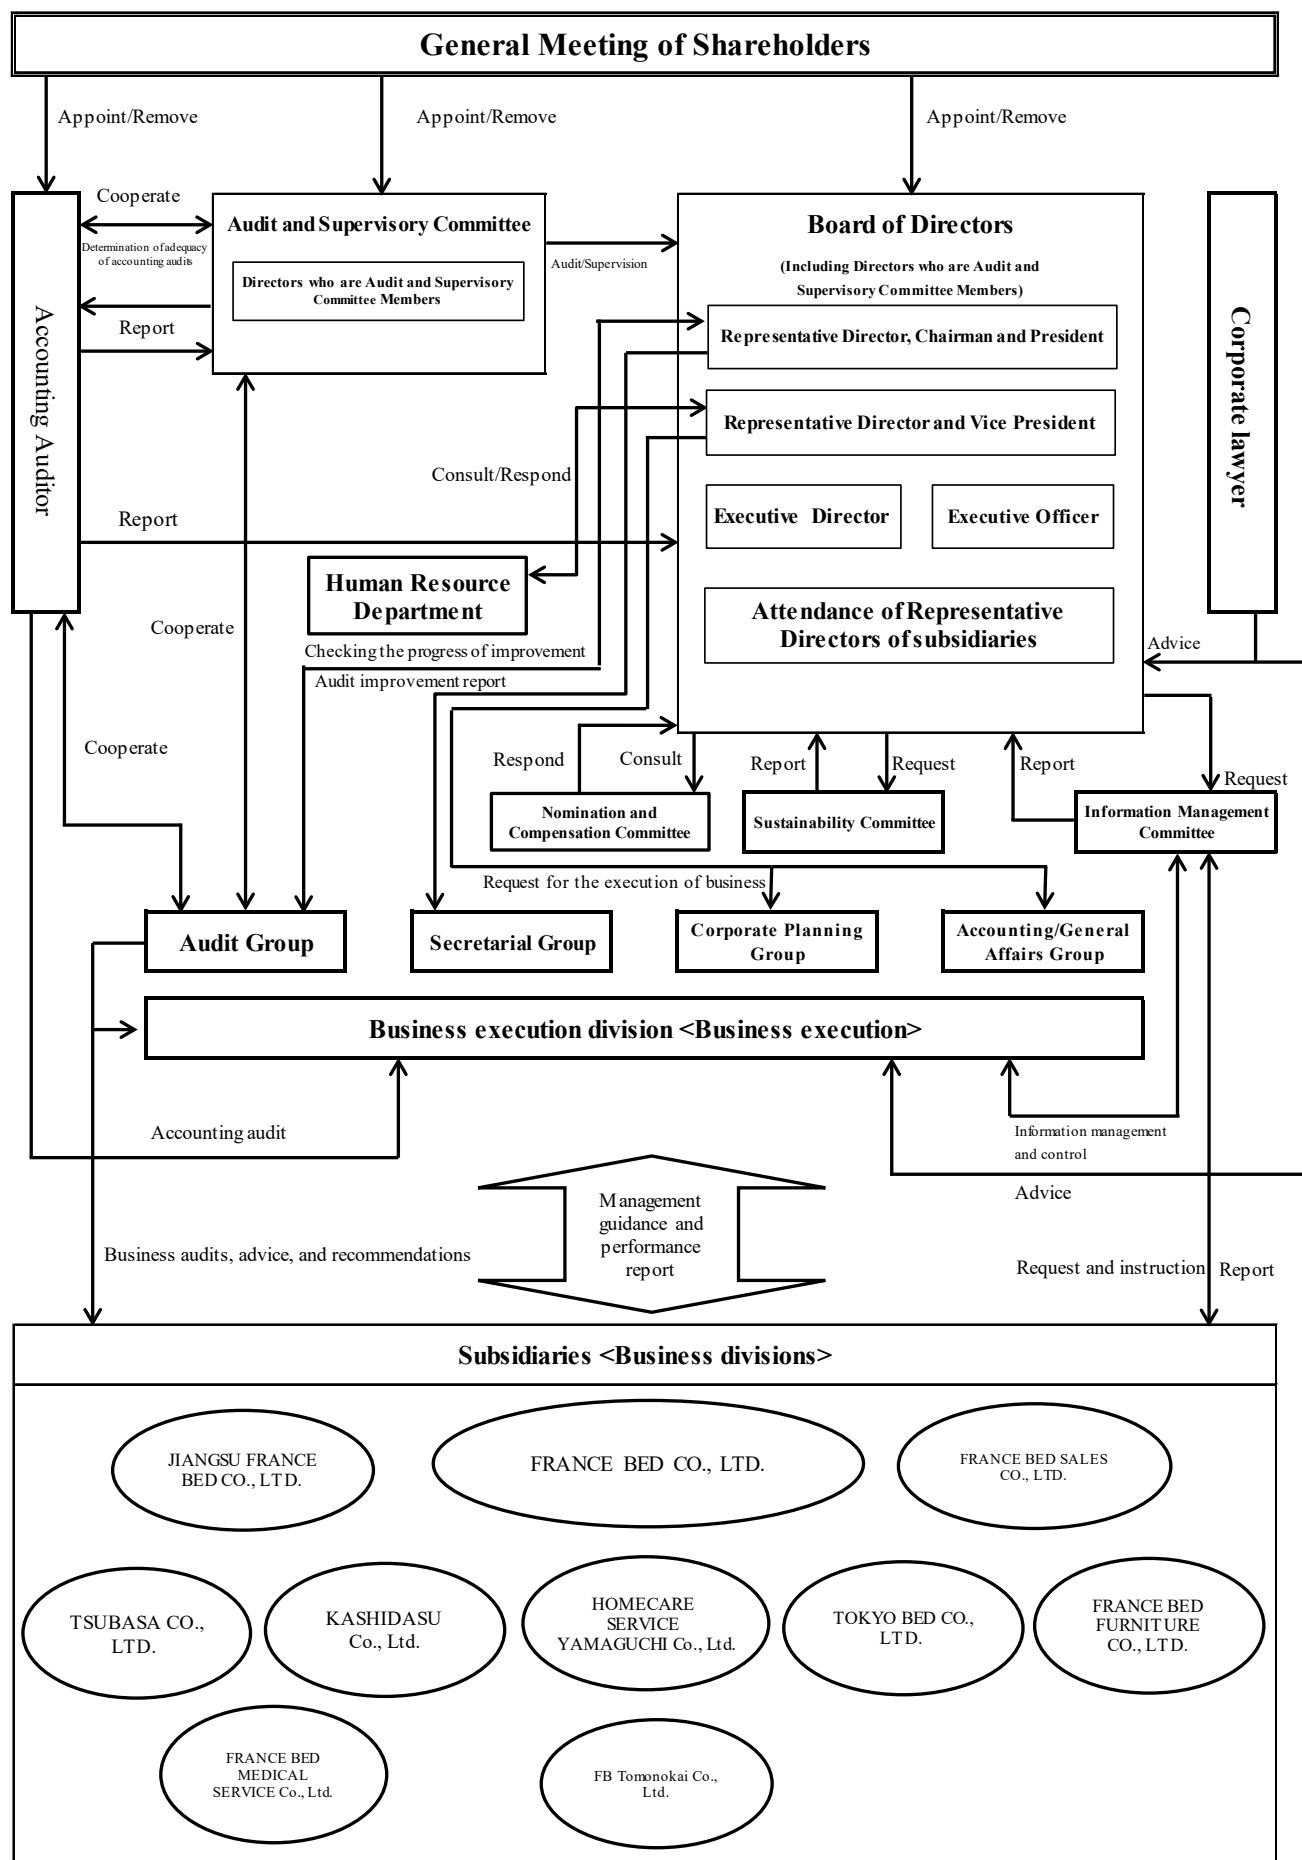 General Meeting of Shareholders
Appoint/Remove
Appoint/Remove
Appoint/Remove
Cooperate
Determination of adequacy
of accounting audits
Report
Accounting Auditor
Audit and Supervisory Committee
Directors who are Audit and Supervisory
Committee Members
Audit/Supervision
Board of Directors
(Including Directors who are Audit and
Supervisory Committee Members)
Representative Director, Chairman and President
Representative Director and Vice President
Executive Director
Executive Officer
Attendance of Representative
Directors of subsidiaries
Corporate lawyer
Consult/Respond
Report
Human Resource
Department
Cooperate
Checking the progress of improvement
Audit improvement report
Advice
Cooperate
Respond
Consult
Report
Request
Report
Request
Nomination and
Compensation Committee
Sustainability Committee
Information Management
Committee
Request for the execution of business
Audit Group
Secretarial Group
Corporate Planning
Group
Accounting/General
Affairs Group
Business execution division <Business execution>
Accounting audit
Information management
and control
Advice
Management
guidance and
performance
report
Business audits, advice, and recommendations
Request and instruction
Report
Subsidiaries <Business divisions>
JIANGSU FRANCE
BED CO., LTD.
FRANCE BED CO., LTD.
FRANCE BED SALES
CO., LTD.
TSUBASA CO.,
LTD.
KASHIDASU
Co., Ltd.
HOMECARE
SERVICE
YAMAGUCHI Co., Ltd.
TOKYO BED CO.,
LTD.
FRANCE BED
FURNITURE
CO., LTD.
FRANCE BED
MEDICAL
SERVICE Co., Ltd.
FB Tomonokai Co.,
Ltd.